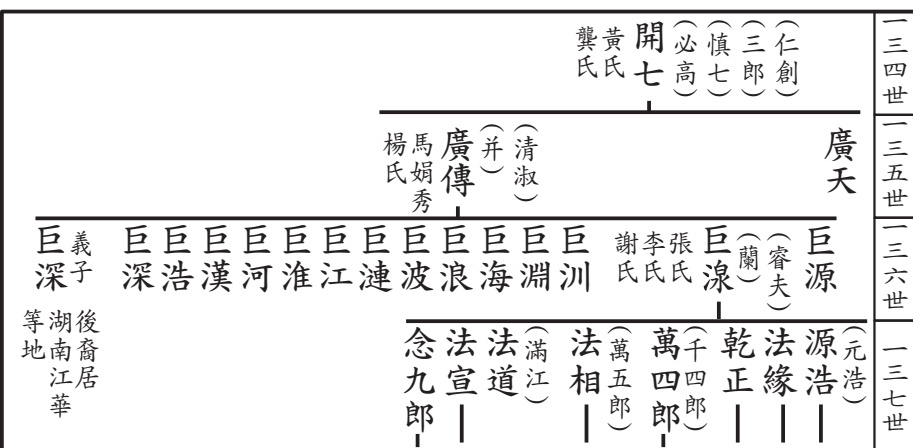 一三四世
(仁創)
(三郎)
(慎七)
(必高)
開七
黃氏
龔氏
一三五世
廣天
(清淑)
(并)
廣傳
馬娟秀
楊氏
一三六世
巨源
(睿夫)
(蘭)
巨湶
張氏
李氏
謝氏
巨汌
巨淵
巨海
巨浪
巨波
巨漣
巨江
巨淮
巨河
巨漢
巨浩
巨深
義子
巨深
後裔居
湖南江華
等地
一三七世
(元浩)
源浩
法緣
乾正
(千四郎)
萬四郎
(萬五郎)
法相
(滿江)
法道
法宣
念九郎